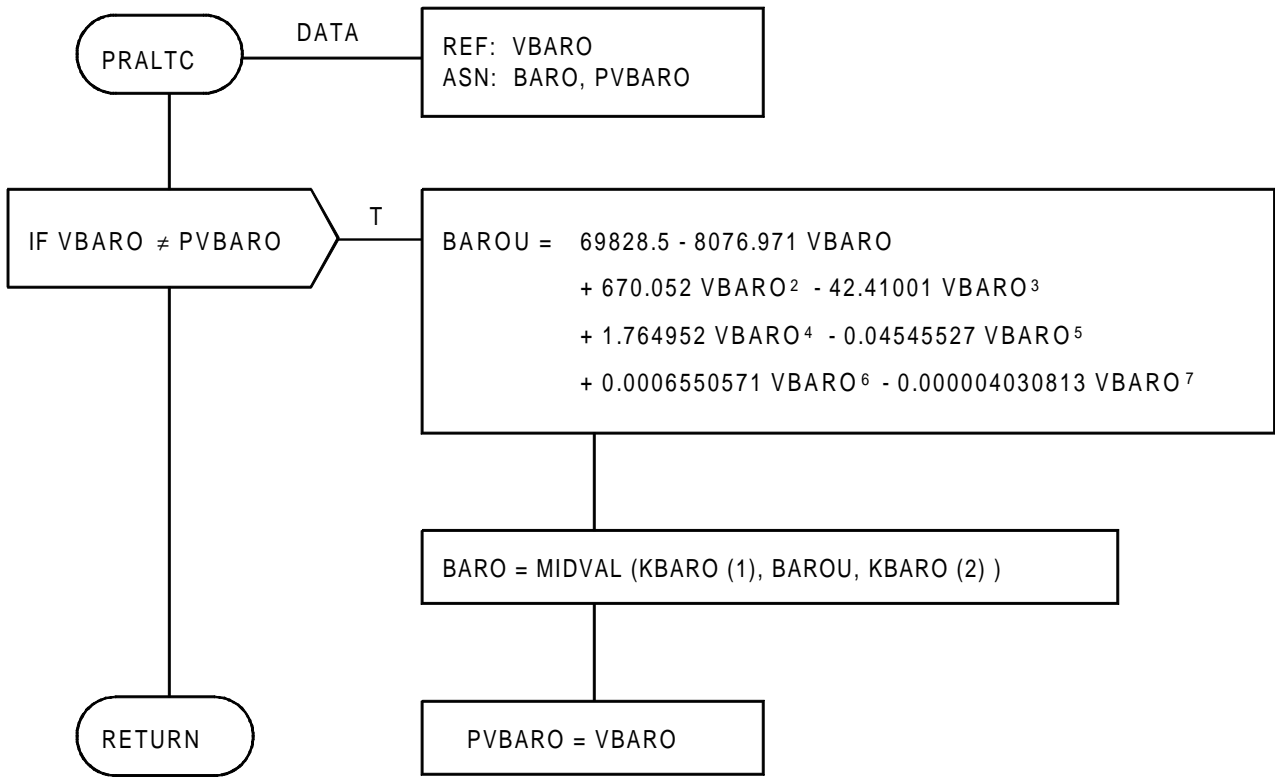 PRALTC
DATA
REF: VBARO
ASN: BARO, PVBARO
IF VBARO ≠ PVBARO
T
BAROU = 69828.5 - 8076.971 VBARO
+ 670.052 VBARO² - 42.41001 VBARO³
+ 1.764952 VBARO⁴ - 0.04545527 VBARO⁵
+ 0.0006550571 VBARO⁶ - 0.000004030813 VBARO⁷
BARO = MIDVAL (KBARO (1), BAROU, KBARO (2) )
RETURN
PVBARO = VBARO